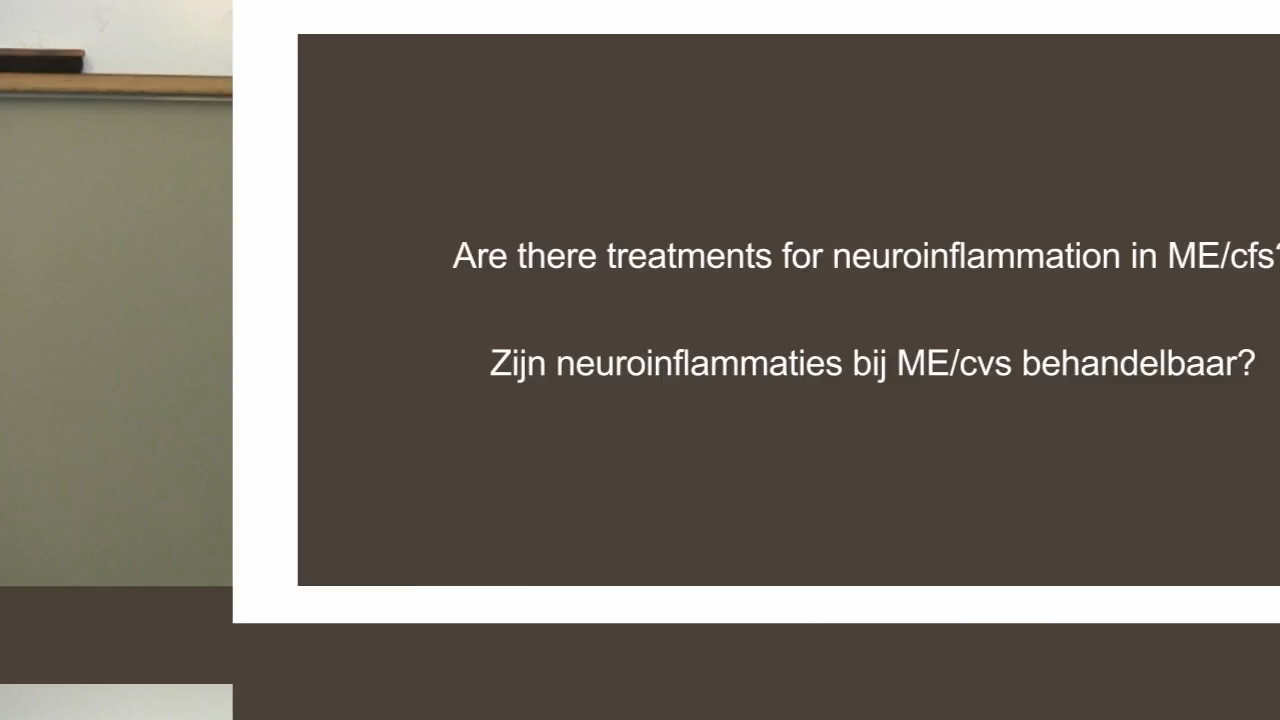 Are there treatments for neuroinflammation in ME/cfs?
Zijn neuroinflammaties bij ME/cvs behandelbaar?